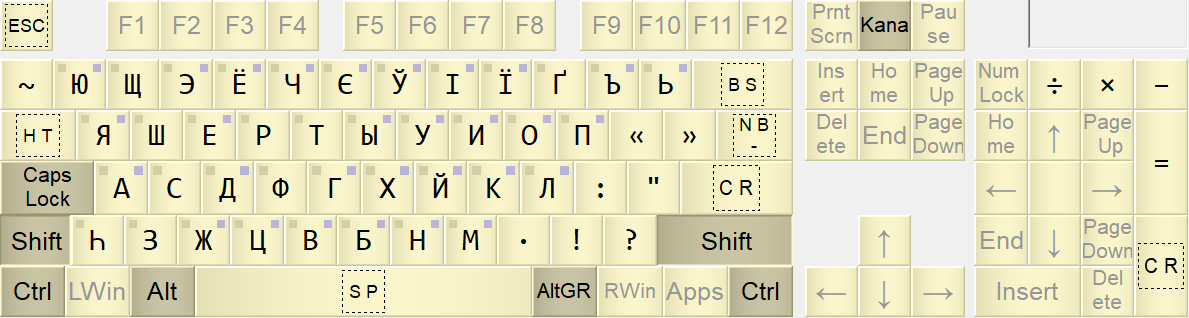 ESC F1 F2 F3 F4 F5 F6 F7 F8 F9 F10 F11 F12 Prnt Scrn Kana Pau se
~ Ю Щ Э Ё Ч Є Ў І Ї Ґ Ъ Ь BS Ins ert Ho me Page Up Num Lock ÷ × −
HT Я Ш Е Р Т Ы У И О П « » NB - Del ete End Page Down Ho me ↑ Page Up =
Caps Lock А С Д Ф Г Х Й К Л : " CR ← →
Shift Һ З Ж Ц В Б Н М · ! ? Shift ↑ End ↓ Page Down CR
Ctrl LWin Alt SP AltGR RWin Apps Ctrl ← ↓ → Insert Del ete